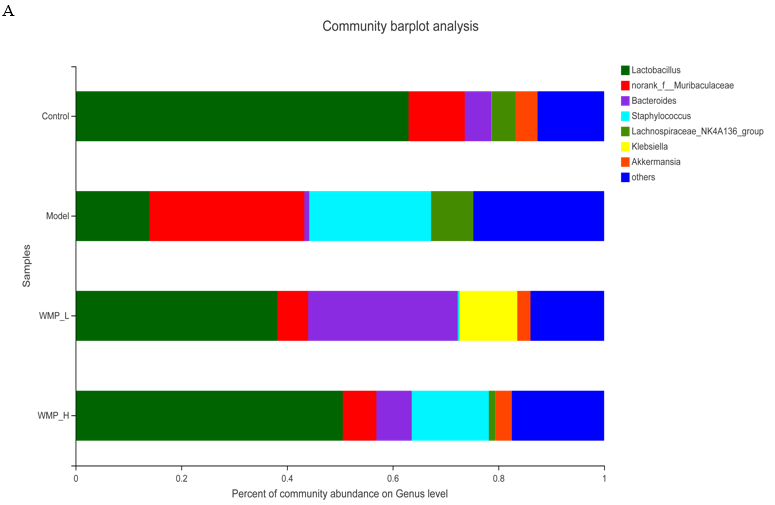 A
Community barplot analysis
Lactobacillus
norank_f__Muribaculaceae
Bacteroides
Staphylococcus
Lachnospiraceae_NK4A136_group
Klebsiella
Akkermansia
others
Samples
Control
Model
WMP_L
WMP_H
0 0.2 0.4 0.6 0.8 1
Percent of community abundance on Genus level